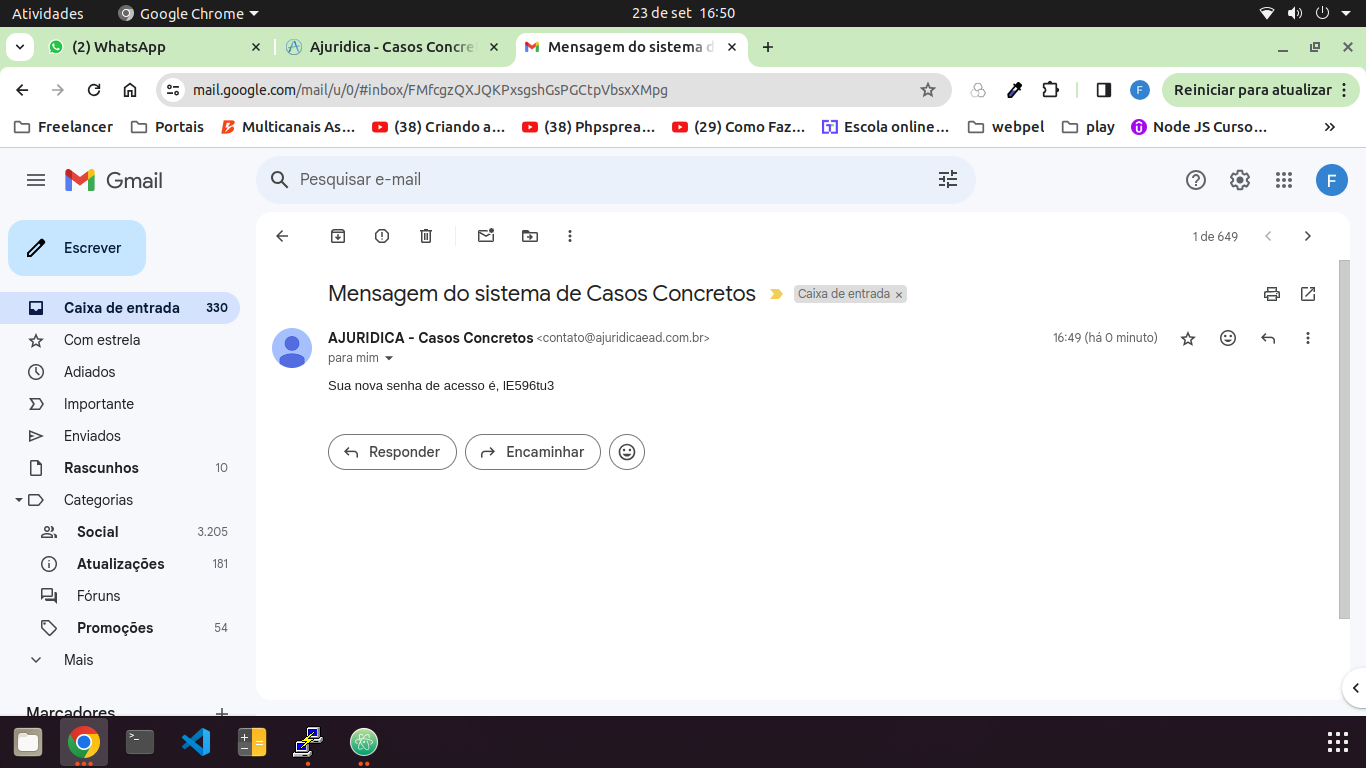 Atividades
Google Chrome
23 de set 16:50
(2) WhatsApp
Ajuridica - Casos Concre
Mensagem do sistema d
mail.google.com/mail/u/0/#inbox/FMfcgzQXJQKPxsgshGsPGCtpVbsxXMpg
F
Reiniciar para atualizar
Freelancer
Portais
Multicanais As...
(38) Criando a...
(38) Phpsprea...
(29) Como Faz...
Escola online...
webpel
play
Node JS Curso...
»
Gmail
Pesquisar e-mail
F
Escrever
1 de 649
Caixa de entrada 330
Com estrela
Adiados
Importante
Enviados
Rascunhos 10
Categorias
Social 3.205
Atualizações 181
Fóruns
Promoções 54
Mais
Marcadores
Mensagem do sistema de Casos Concretos
Caixa de entrada ×
AJURIDICA - Casos Concretos <contato@ajuridicaead.com.br>
16:49 (há 0 minuto)
para mim
Sua nova senha de acesso é, IE596tu3
Responder
Encaminhar